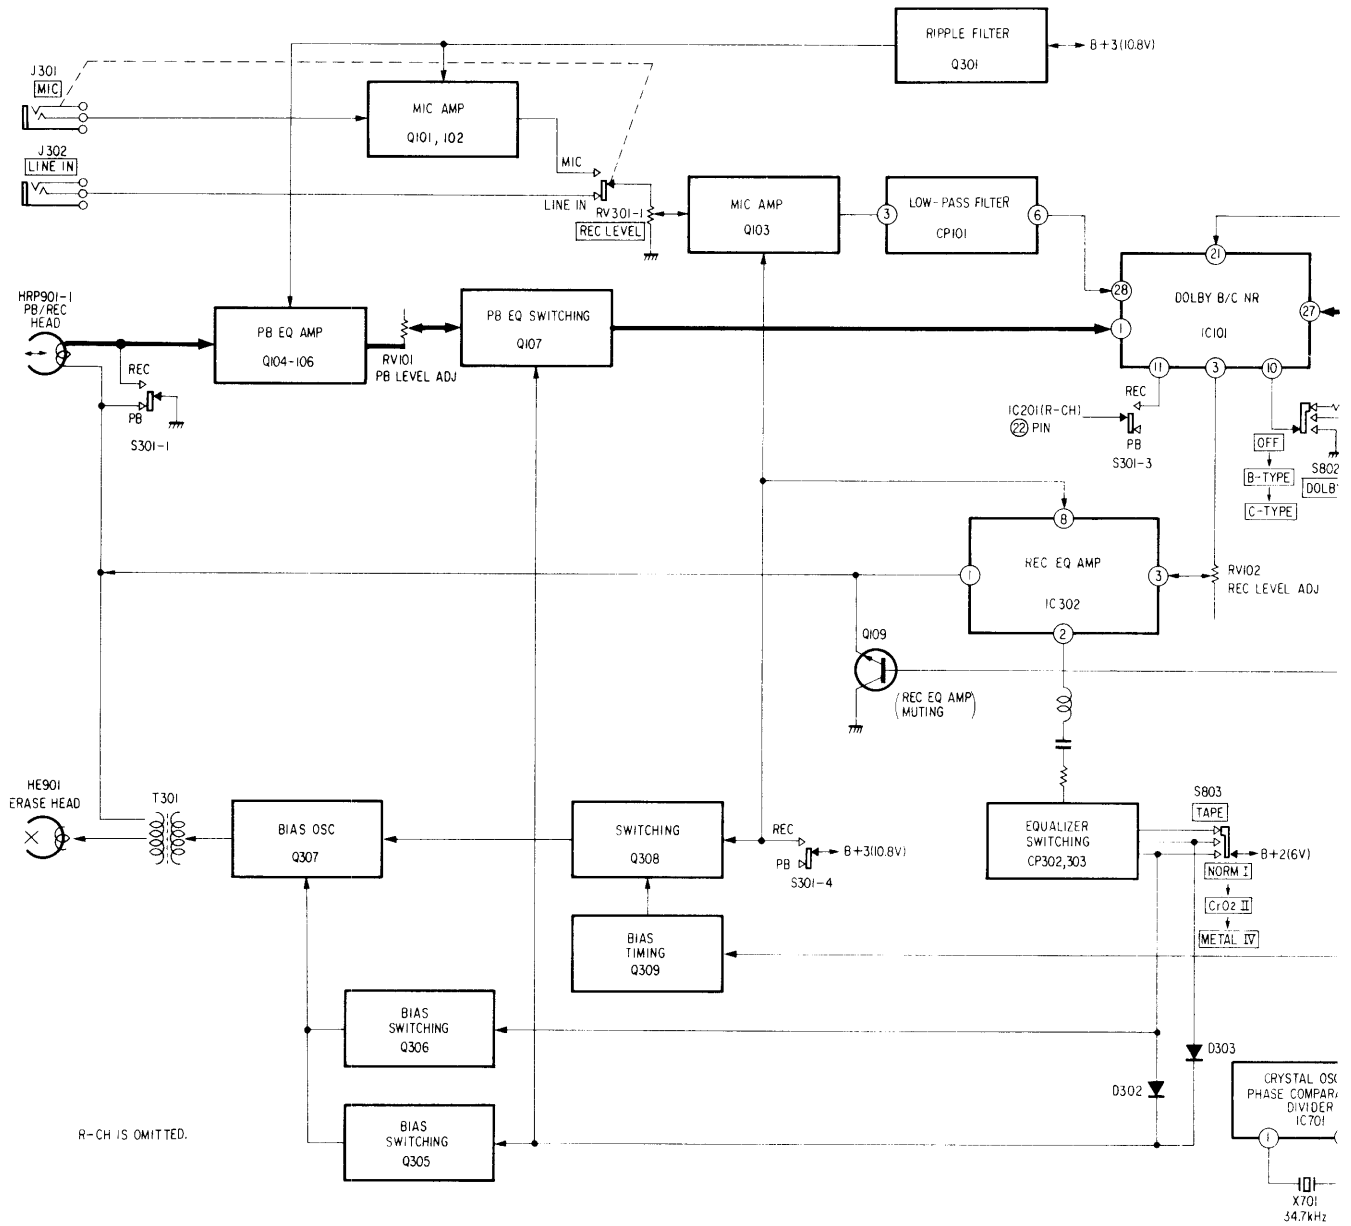 RIPPLE FILTER
Q301
B+3(10.8V)
J301
MIC
MIC AMP
Q101, 102
J302
LINE IN
MIC
LINE IN
RV301-1
REC LEVEL
MIC AMP
Q103
3
LOW-PASS FILTER
CP101
6
21
28
DOLBY B/C NR
IC101
27
1
11
3
10
HRP901-1
PB/REC
HEAD
PB EQ AMP
Q104-106
RV101
PB LEVEL ADJ
PB EQ SWITCHING
Q107
REC
PB
S301-1
IC201(R-CH)
22 PIN
REC
PB
S301-3
OFF
B-TYPE
C-TYPE
S802
DOLB
8
REC EQ AMP
IC302
1
3
2
RV102
REC LEVEL ADJ
Q109
(REC EQ AMP
MUTING)
HE901
ERASE HEAD
T301
BIAS OSC
Q307
SWITCHING
Q308
REC
PB
B+3(10.8V)
S301-4
EQUALIZER
SWITCHING
CP302,303
S803
TAPE
B+2(6V)
NORM I
CrO2 II
METAL IV
BIAS
TIMING
Q309
BIAS
SWITCHING
Q306
D303
D302
BIAS
SWITCHING
Q305
R-CH IS OMITTED.
CRYSTAL OSC
PHASE COMPARA
DIVIDER
IC701
1
X701
34.7kHz